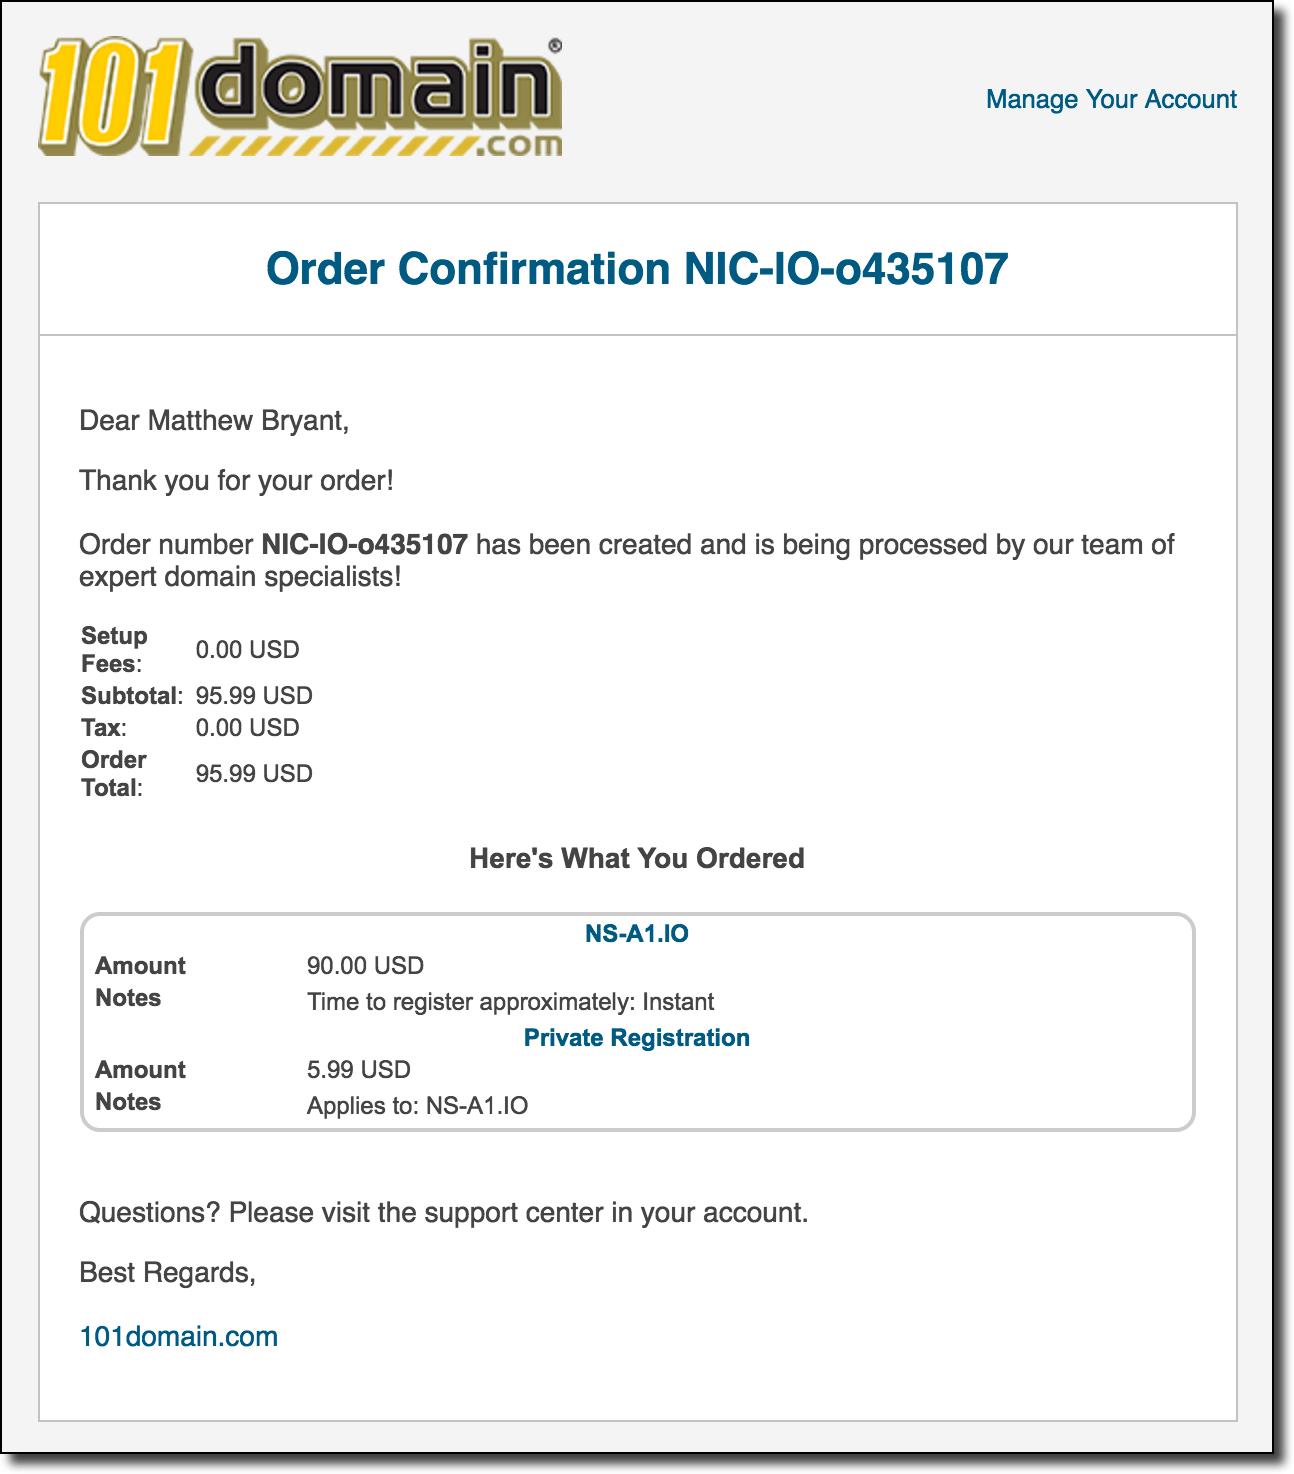 101domain®
.com
Manage Your Account
Order Confirmation NIC-IO-o435107
Dear Matthew Bryant,
Thank you for your order!
Order number NIC-IO-o435107 has been created and is being processed by our team of
expert domain specialists!
Setup
Fees: 0.00 USD
Subtotal: 95.99 USD
Tax: 0.00 USD
Order
Total: 95.99 USD
Here's What You Ordered
NS-A1.IO
Amount 90.00 USD
Notes Time to register approximately: Instant
Private Registration
Amount 5.99 USD
Notes Applies to: NS-A1.IO
Questions? Please visit the support center in your account.
Best Regards,
101domain.com